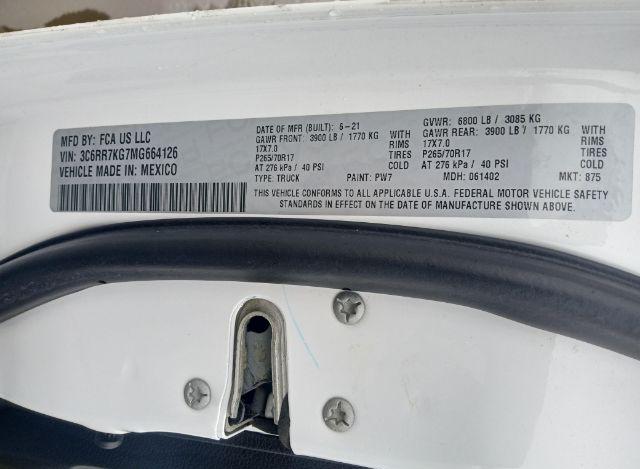 MFD BY: FCA US LLC
VIN: 3C6RR7KG7MG664126
VEHICLE MADE IN: MEXICO
DATE OF MFR (BUILT): 6-21
GAWR FRONT: 3900 LB/ 1770 KG WITH
17X7.0 RIMS
P265/70R17 TIRES
AT 276 kPa / 40 PSI COLD
TYPE: TRUCK PAINT: PW7
GVWR: 6800 LB / 3085 KG
GAWR REAR: 3900 LB/ 1770 KG WITH
17X7.0 RIMS
P265/70R17 TIRES
AT 276 kPa / 40 PSI COLD
MDH: 061402 MKT: 875
THIS VEHICLE CONFORMS TO ALL APPLICABLE U.S.A. FEDERAL MOTOR VEHICLE SAFETY
STANDARDS IN EFFECT ON THE DATE OF MANUFACTURE SHOWN ABOVE.